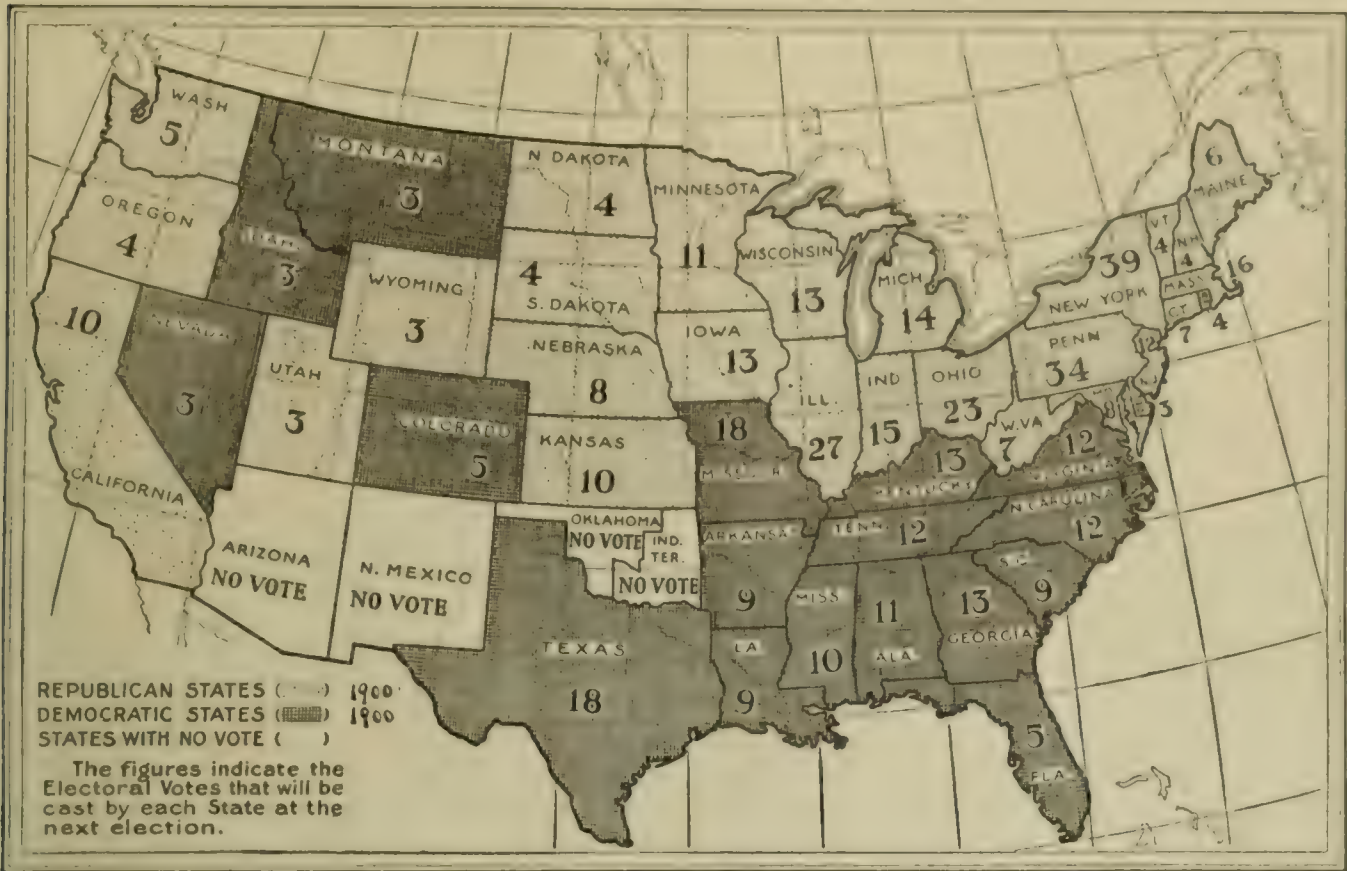 WASH
5
MONTANA
3
N DAKOTA
4
MINNESOTA
11
6
MAINE
OREGON
4
IDAHO
3
WYOMING
3
4
S. DAKOTA
WISCONSIN
13
MICH
14
39
NEW YORK
VT
4
NH
4
16
MASS
CT
7
4
10
CALIFORNIA
NEVADA
3
UTAH
3
COLORADO
5
NEBRASKA
8
IOWA
13
ILL
27
IND
15
OHIO
23
PENN
34
12
N.J.
3
8
W.VA
7
KANSAS
10
18
MISSOURI
13
KENTUCKY
12
VIRGINIA
ARIZONA
NO VOTE
N. MEXICO
NO VOTE
OKLAHOMA
NO VOTE
IND.
TER.
NO VOTE
ARKANSAS
9
TENN.
12
N.CAROLINA
12
S.C.
9
TEXAS
18
LA.
9
MISS
10
11
ALA.
13
GEORGIA
5
FLA.
REPUBLICAN STATES ( ) 1900
DEMOCRATIC STATES ( ) 1900
STATES WITH NO VOTE ( )
The figures indicate the
Electoral Votes that will be
cast by each State at the
next election.